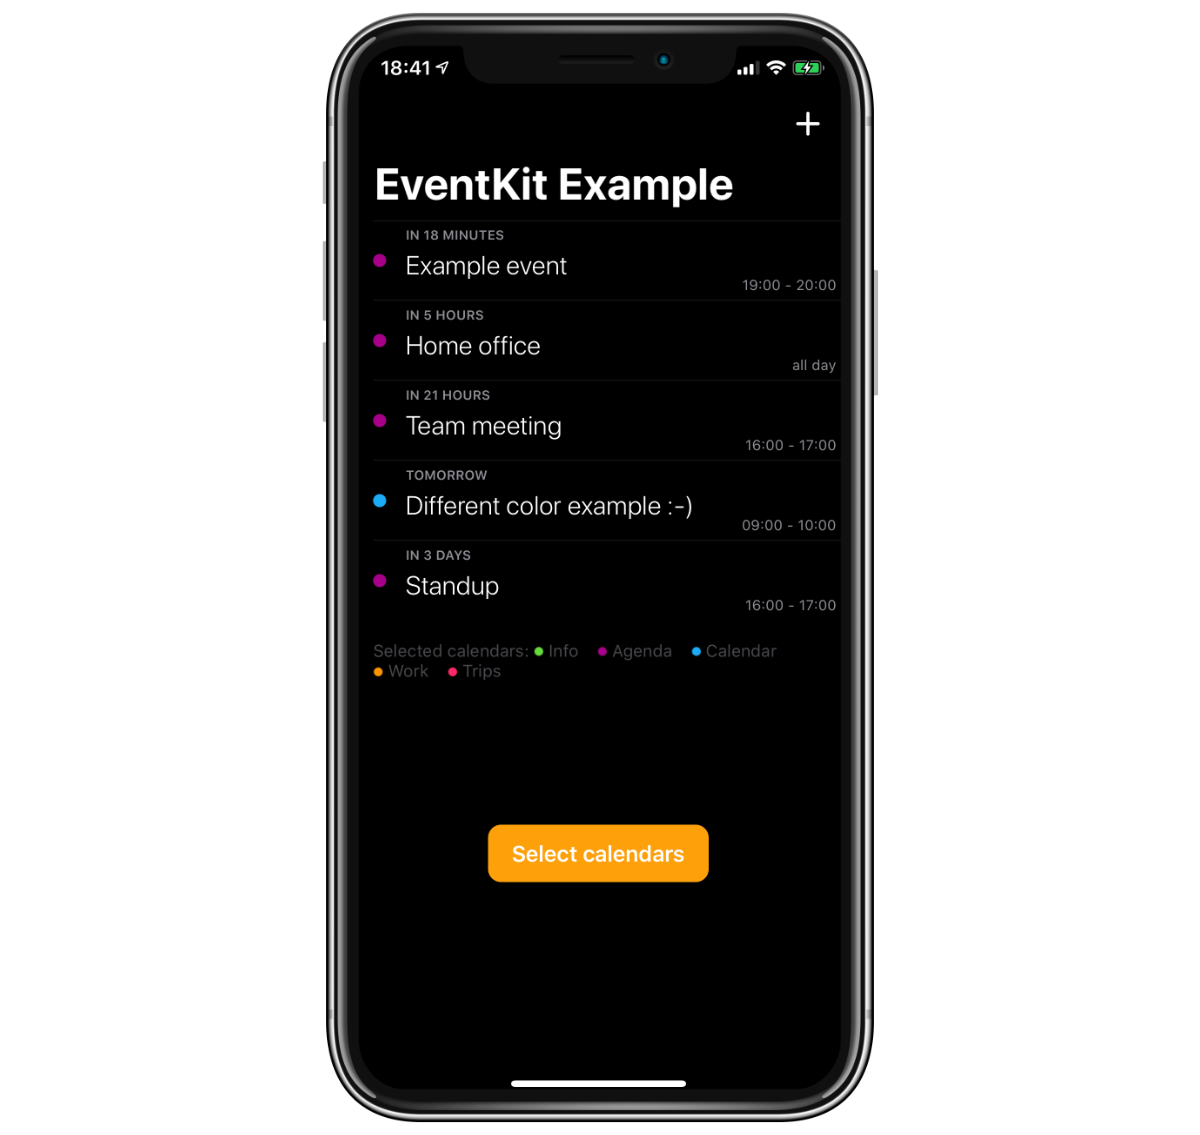 18:41
EventKit Example
IN 18 MINUTES
Example event
19:00 - 20:00
IN 5 HOURS
Home office
all day
IN 21 HOURS
Team meeting
16:00 - 17:00
TOMORROW
Different color example :-)
09:00 - 10:00
IN 3 DAYS
Standup
16:00 - 17:00
Selected calendars: Info Agenda Calendar
Work Trips
Select calendars